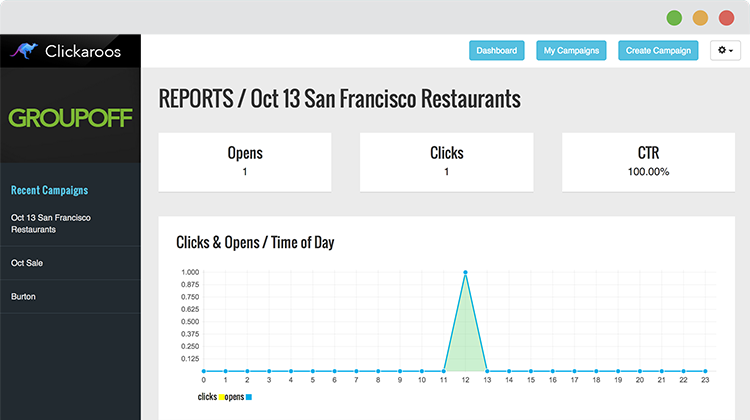 Clickaroos
Dashboard
My Campaigns
Create Campaign
GROUPOFF
Recent Campaigns
Oct 13 San Francisco
Restaurants
Oct Sale
Burton
REPORTS / Oct 13 San Francisco Restaurants
Opens
1
Clicks
1
CTR
100.00%
Clicks & Opens / Time of Day
1.000
0.875
0.750
0.625
0.500
0.375
0.250
0.125
0 1 2 3 4 5 6 7 8 9 10 11 12 13 14 15 16 17 18 19 20 21 22 23
clicks opens